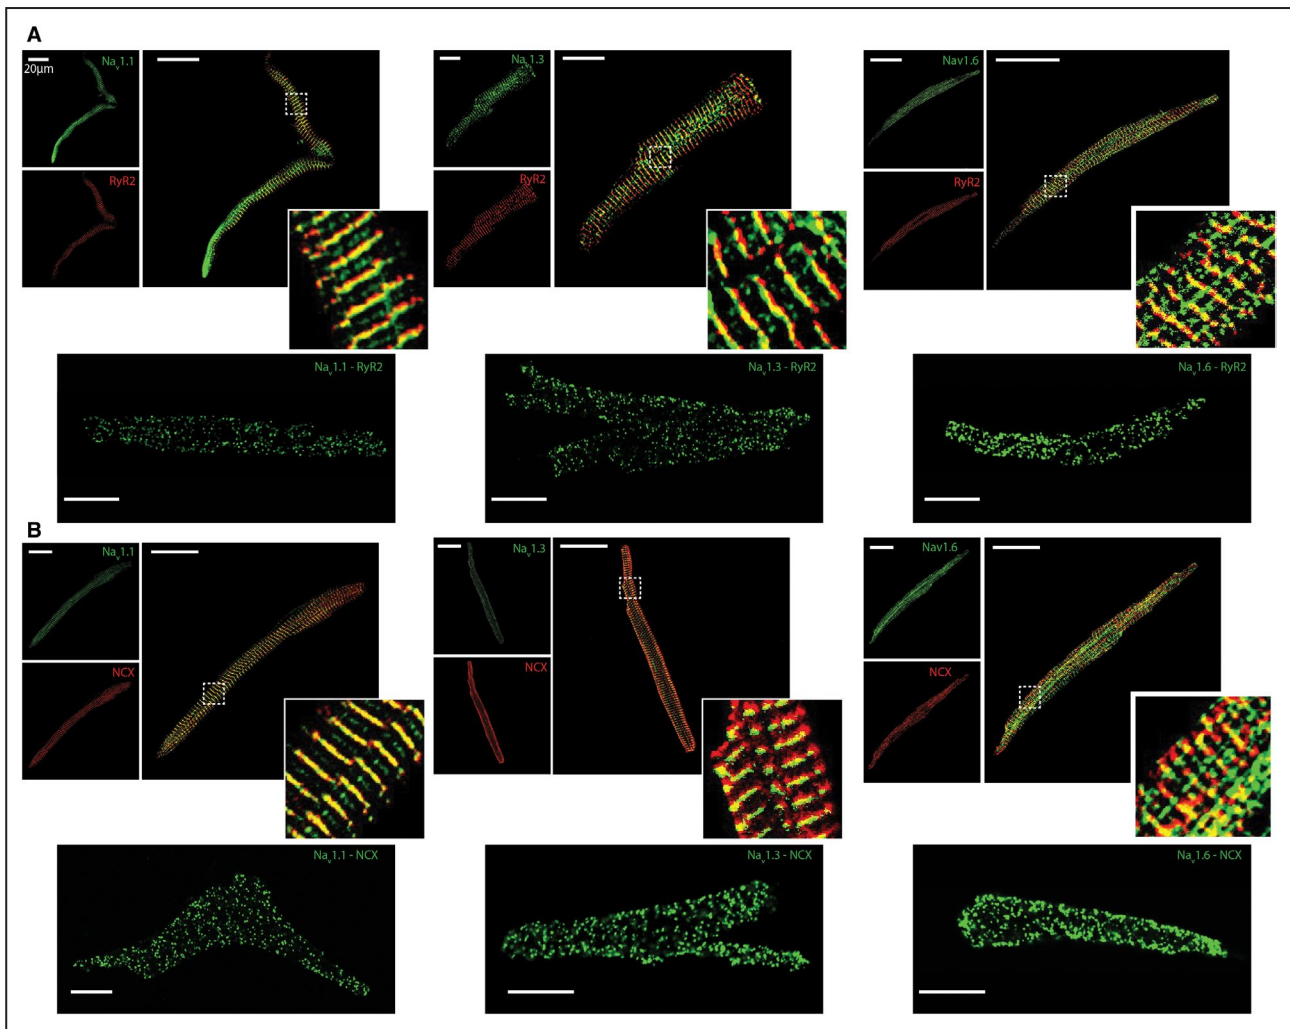 A
Nav1.1
20μm
RyR2
Nav1.3
RyR2
Nav1.6
RyR2
Nav1.1 - RyR2
Nav1.3 - RyR2
Nav1.6 - RyR2
B
Nav1.1
NCX
Nav1.3
NCX
Nav1.6
NCX
Nav1.1 - NCX
Nav1.3 - NCX
Nav1.6 - NCX